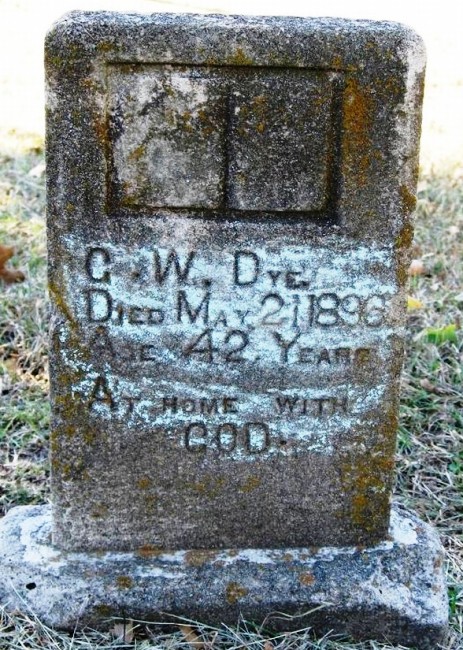 G. W. Dye.
Died May 21 1896
Age 42 Years
At home with
GOD.